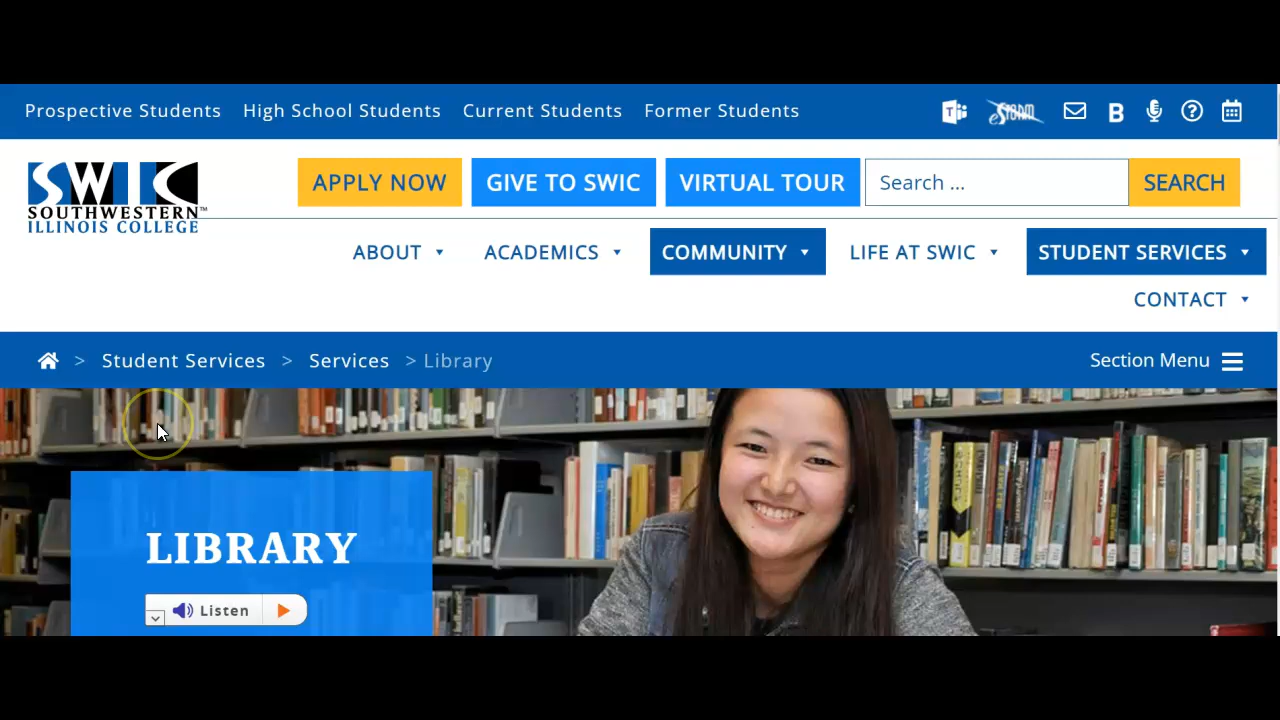 Prospective Students High School Students Current Students Former Students
eSTORM B
SWIC
SOUTHWESTERN™
ILLINOIS COLLEGE
APPLY NOW GIVE TO SWIC VIRTUAL TOUR Search ... SEARCH
ABOUT ACADEMICS COMMUNITY LIFE AT SWIC STUDENT SERVICES
CONTACT
> Student Services > Services > Library
Section Menu
LIBRARY
Listen